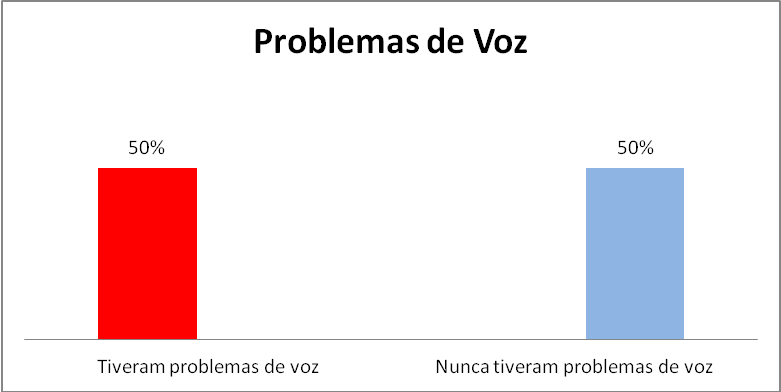 Problemas de Voz
50%
50%
Tiveram problemas de voz
Nunca tiveram problemas de voz